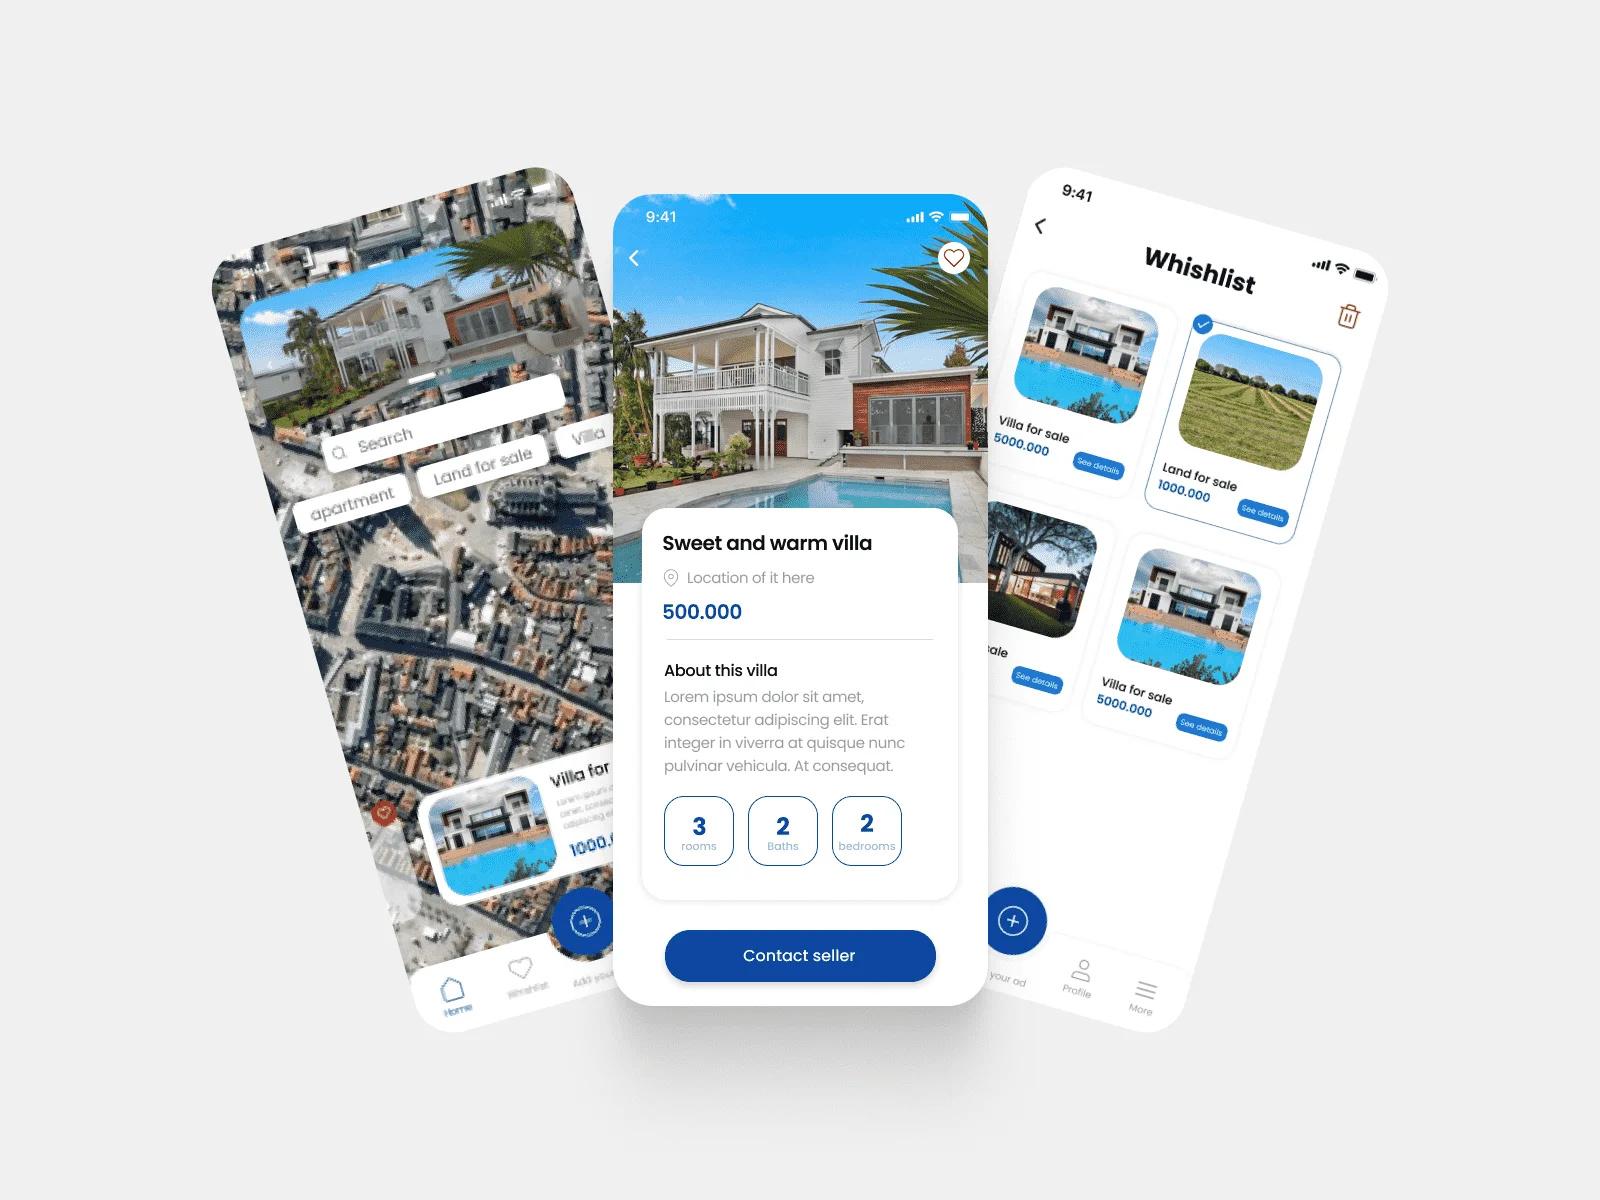 Search
apartment
Land for sale
Villa
Villa for
1000.
Home
Whishlist
Add your
9:41
Sweet and warm villa
Location of it here
500.000
About this villa
Lorem ipsum dolor sit amet,
consectetur adipiscing elit. Erat
integer in viverra at quisque nunc
pulvinar vehicula. At consequat.
3
rooms
2
Baths
2
bedrooms
Contact seller
9:41
Whishlist
Villa for sale
5000.000
See details
Land for sale
1000.000
See details
sale
See details
Villa for sale
5000.000
See details
your ad
Profile
More